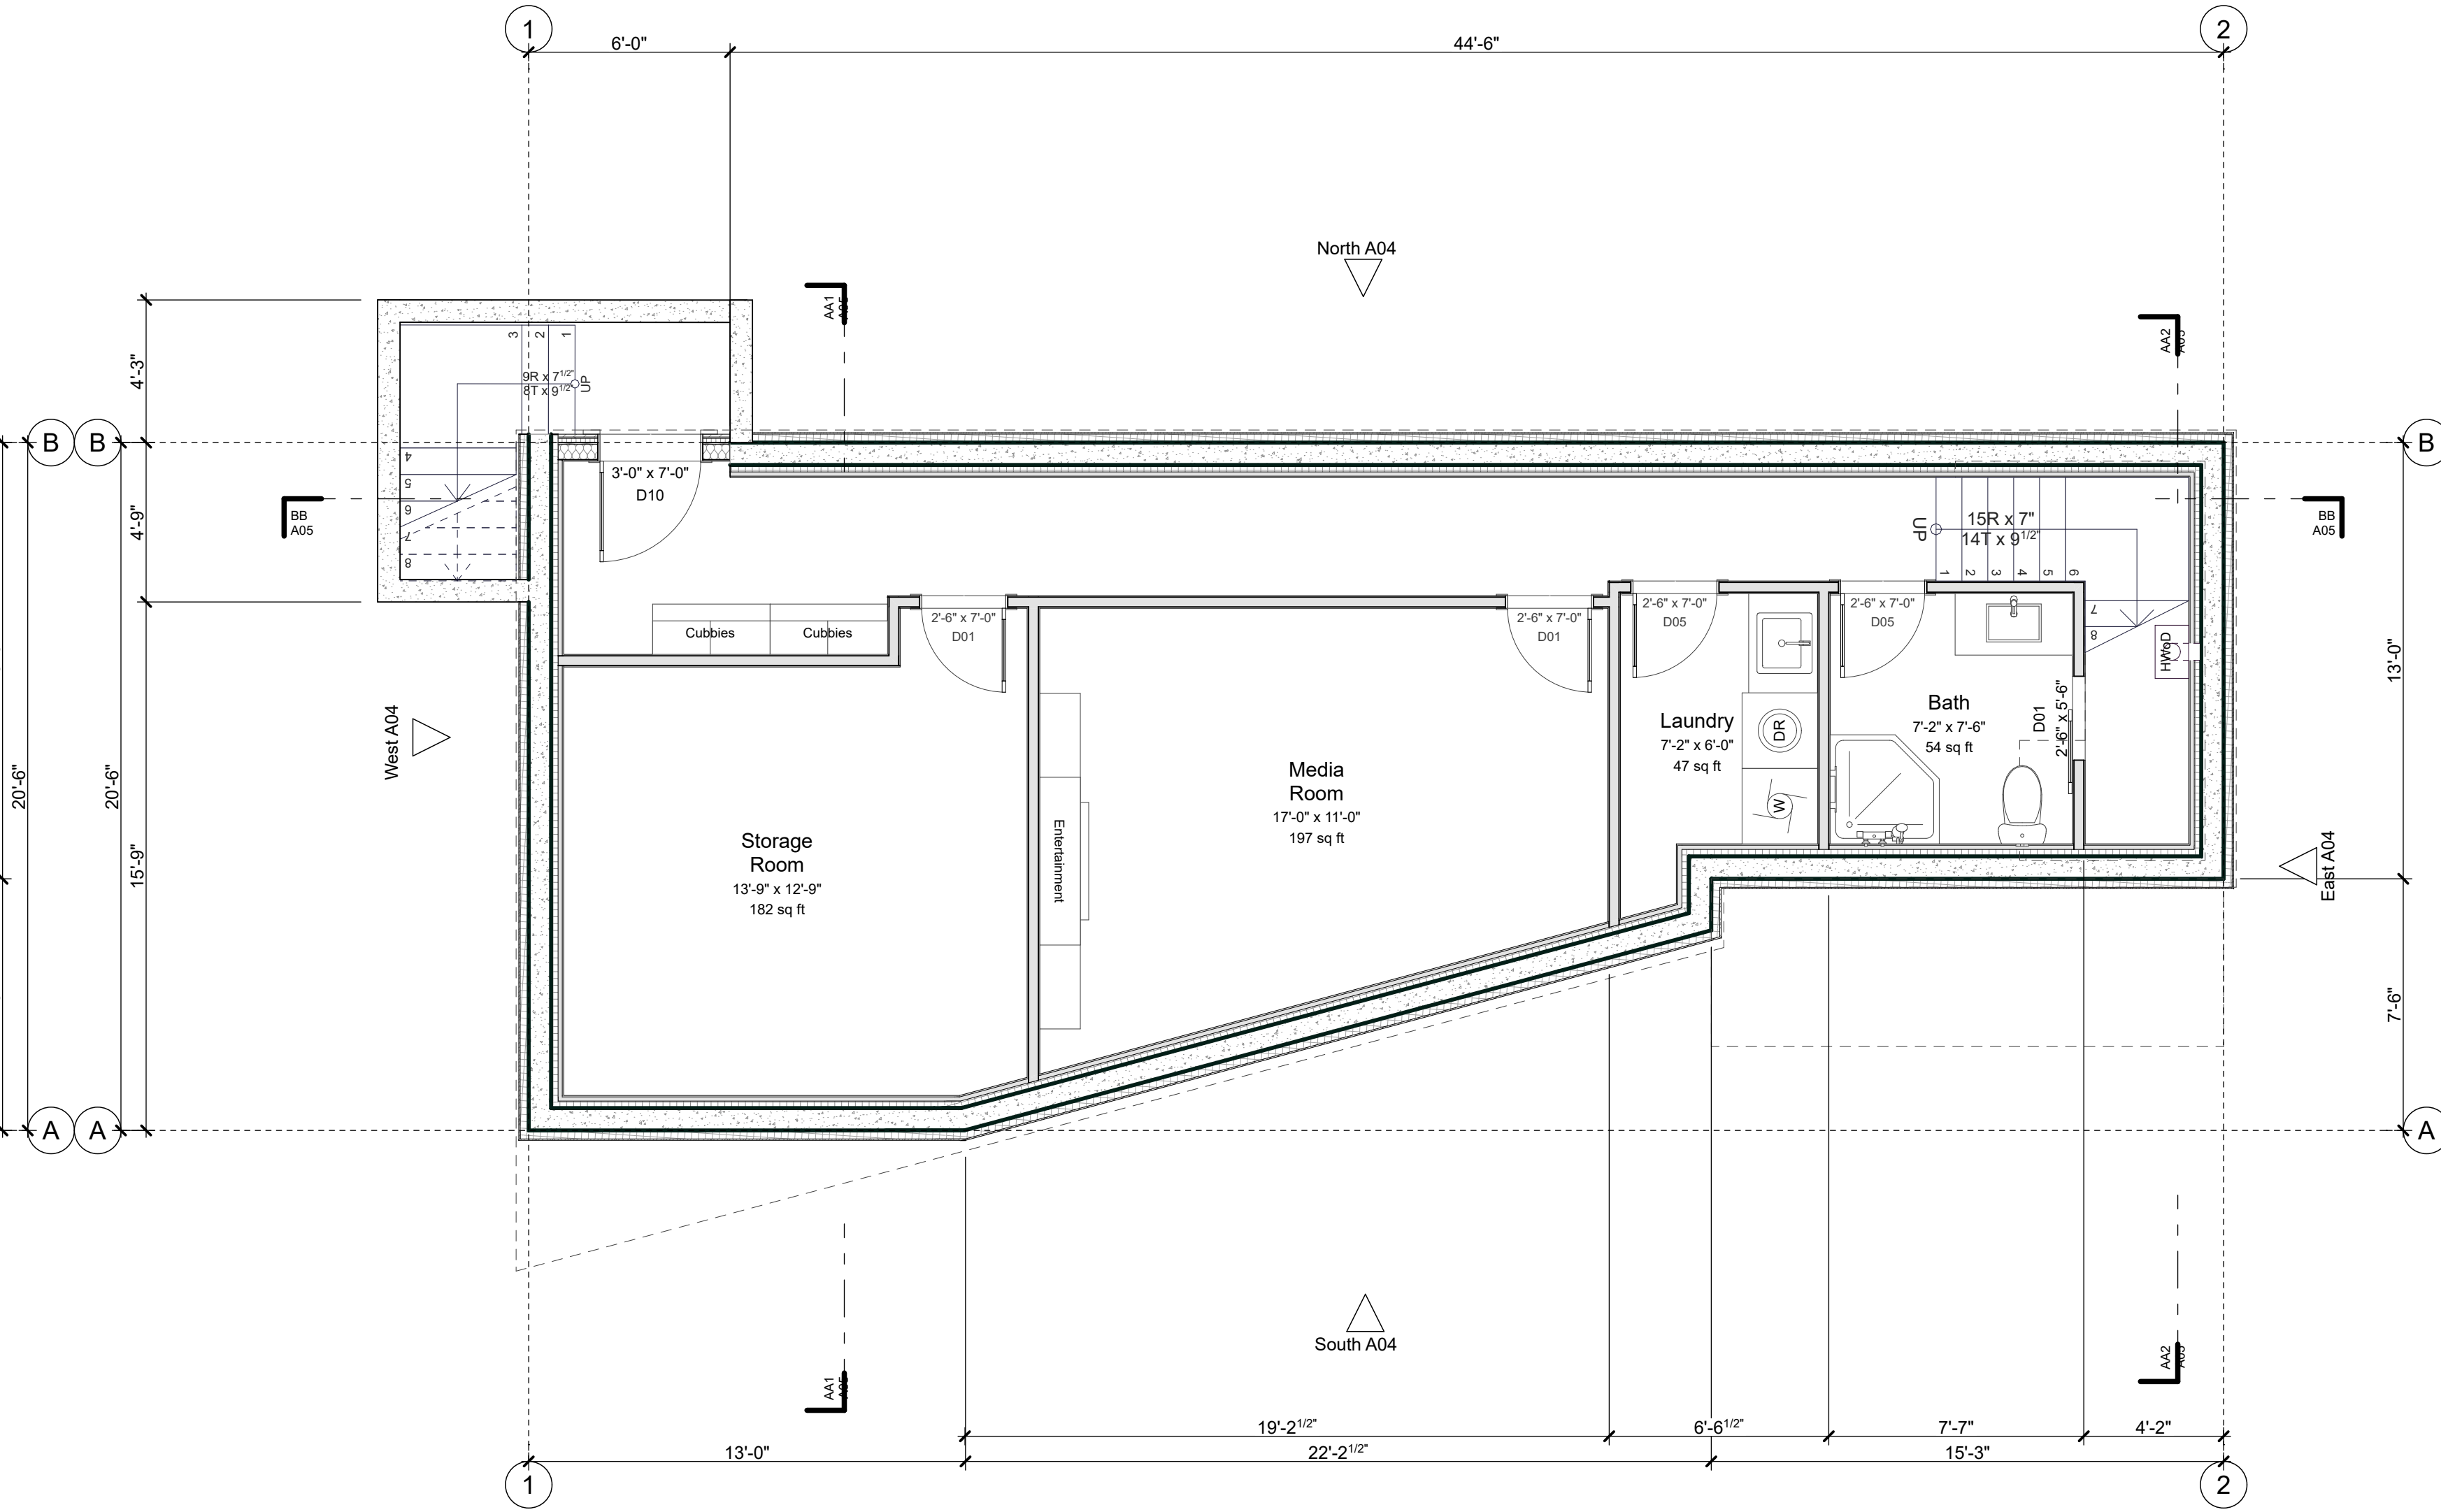 1
2
6'-0"
44'-6"
North A04
AA1
A05
AA2
4'-3"
3
2
1
9R x 7 1/2"
8T x 9 1/2"
UP
B
B
B
4
5
6
7
8
3'-0" x 7'-0"
D10
BB
A05
4'-9"
UP
15R x 7"
14T x 9 1/2"
BB
A05
1
2
3
4
5
6
7
8
HWoD
Cubbies
Cubbies
2'-6" x 7'-0"
D01
2'-6" x 7'-0"
D01
2'-6" x 7'-0"
D05
2'-6" x 7'-0"
D05
13'-0"
West A04
20'-6"
20'-6"
15'-9"
Storage
Room
13'-9" x 12'-9"
182 sq ft
Entertainment
Media
Room
17'-0" x 11'-0"
197 sq ft
Laundry
7'-2" x 6'-0"
47 sq ft
DR
W
Bath
7'-2" x 7'-6"
54 sq ft
D01
2'-6" x 5'-6"
East A04
7'-6"
A
A
A
South A04
AA1
A05
AA2
19'-2 1/2"
6'-6 1/2"
7'-7"
4'-2"
13'-0"
22'-2 1/2"
15'-3"
1
2